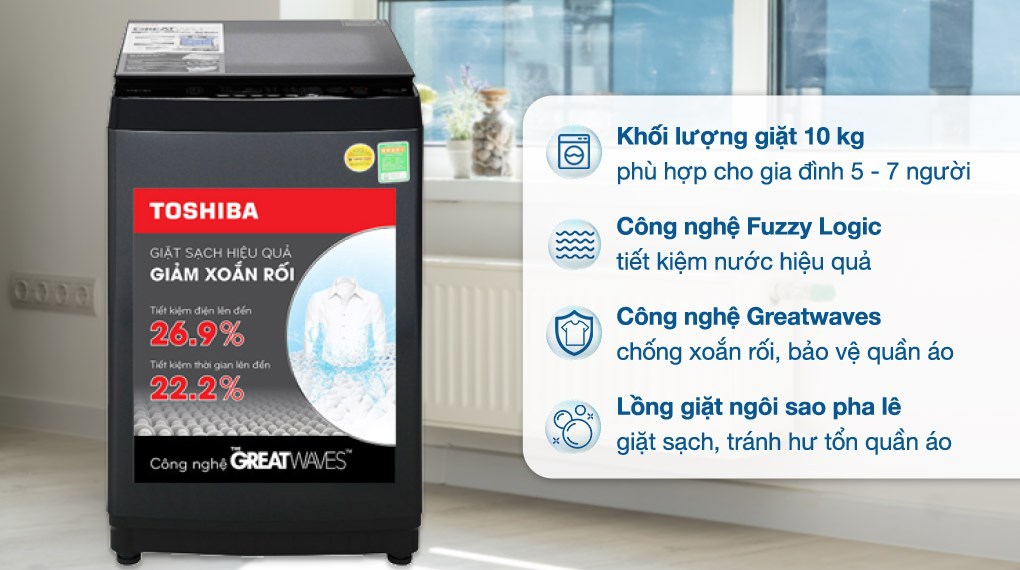 GREATWAVES
TOSHIBA
GIẶT SẠCH HIỆU QUẢ
GIẢM XOẮN RỐI
Tiết kiệm điện lên đến
26.9%
Tiết kiệm thời gian lên đến
22.2%
Công nghệ THE GREATWAVES™
Khối lượng giặt 10 kg
phù hợp cho gia đình 5 - 7 người
Công nghệ Fuzzy Logic
tiết kiệm nước hiệu quả
Công nghệ Greatwaves
chống xoắn rối, bảo vệ quần áo
Lồng giặt ngôi sao pha lê
giặt sạch, tránh hư tổn quần áo